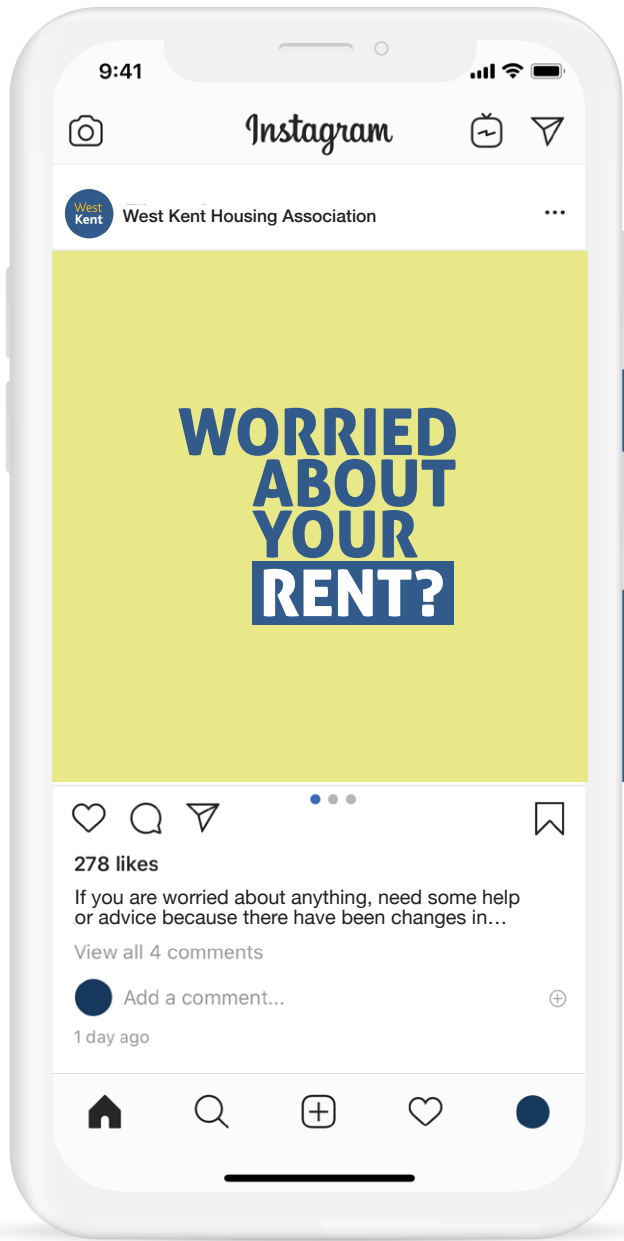 9:41
Instagram
West
Kent
West Kent Housing Association
WORRIED
ABOUT
YOUR
RENT?
278 likes
If you are worried about anything, need some help
or advice because there have been changes in…
View all 4 comments
Add a comment...
1 day ago